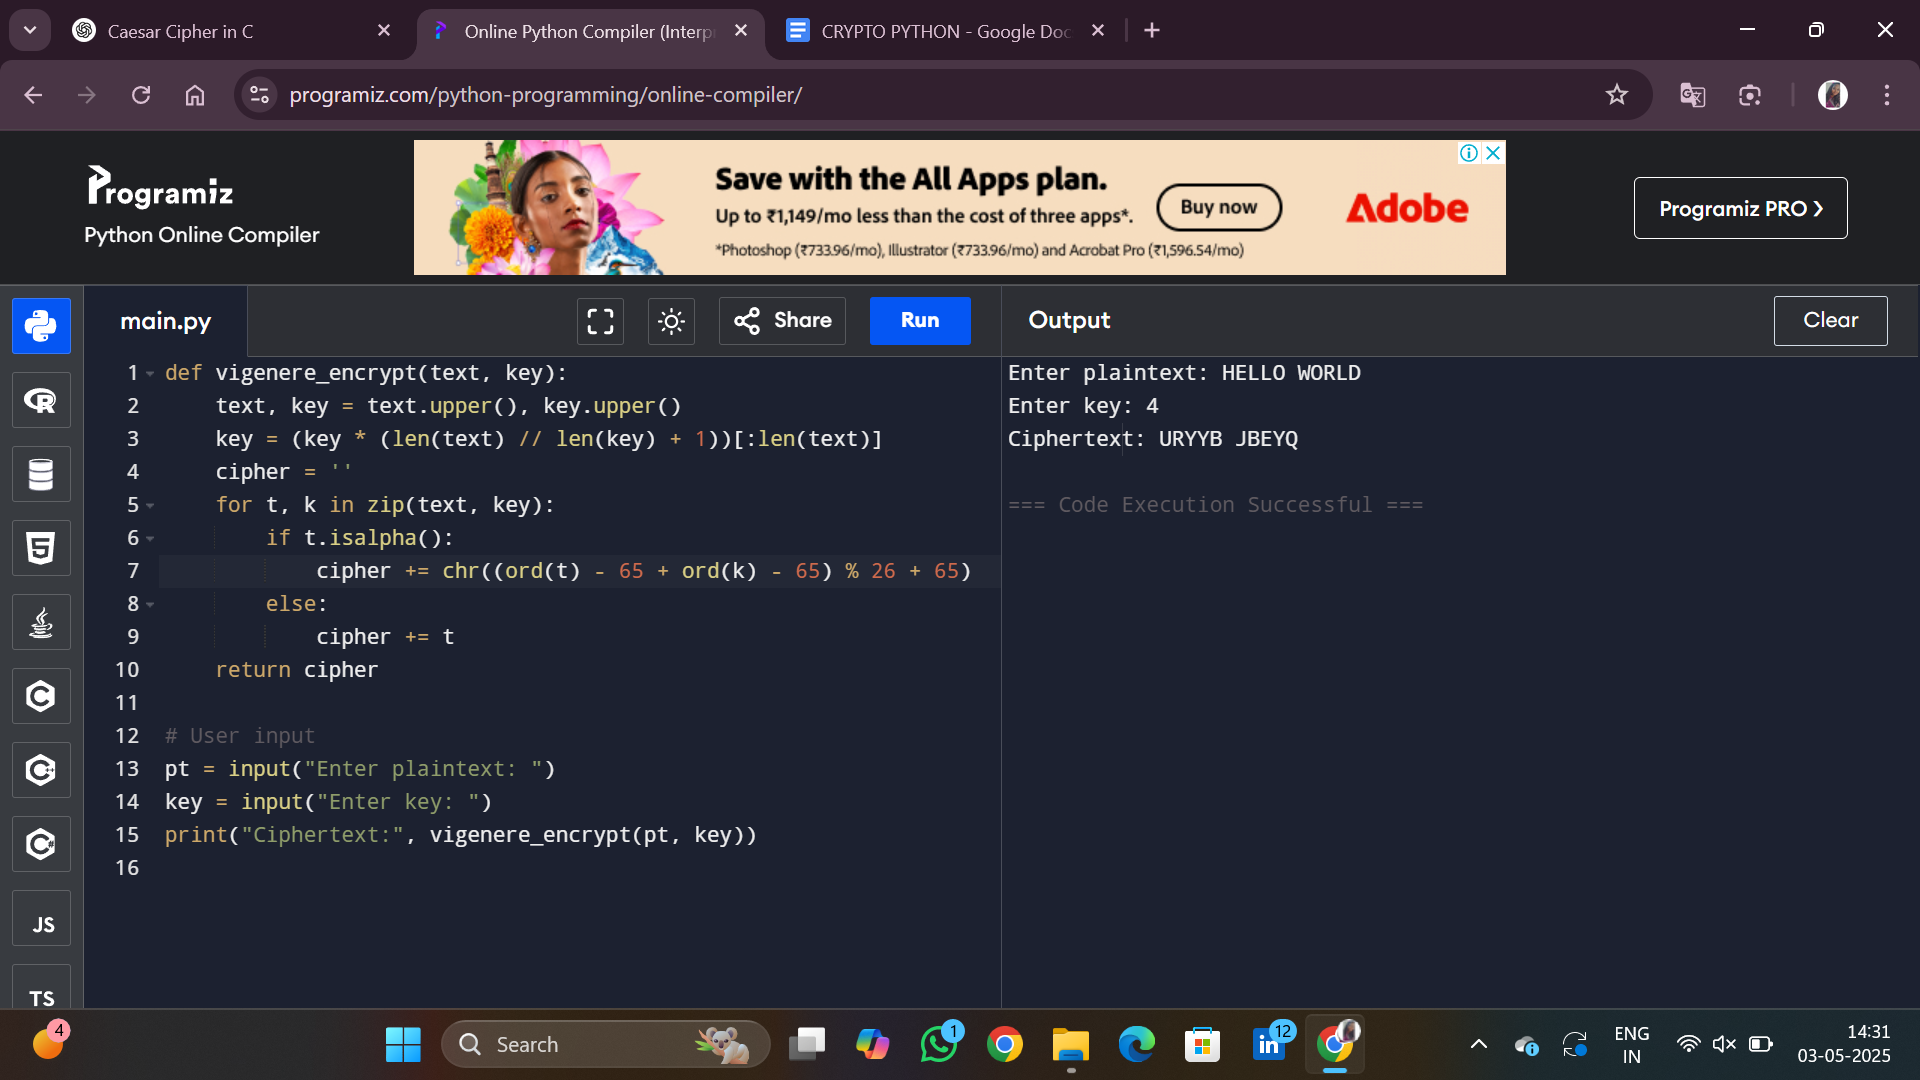 Caesar Cipher in C
Online Python Compiler (Interp
CRYPTO PYTHON - Google Doc
programiz.com/python-programming/online-compiler/
Programiz
Python Online Compiler
Save with the All Apps plan.
Up to ₹1,149/mo less than the cost of three apps*.
*Photoshop (₹733.96/mo), Illustrator (₹733.96/mo) and Acrobat Pro (₹1,596.54/mo)
Buy now
Adobe
Programiz PRO ›
main.py
Share
Run
Output
Clear
1 def vigenere_encrypt(text, key):
2     text, key = text.upper(), key.upper()
3     key = (key * (len(text) // len(key) + 1))[:len(text)]
4     cipher = ''
5     for t, k in zip(text, key):
6         if t.isalpha():
7             cipher += chr((ord(t) - 65 + ord(k) - 65) % 26 + 65)
8         else:
9             cipher += t
10     return cipher
11
12 # User input
13 pt = input("Enter plaintext: ")
14 key = input("Enter key: ")
15 print("Ciphertext:", vigenere_encrypt(pt, key))
16
Enter plaintext: HELLO WORLD
Enter key: 4
Ciphertext: URYYB JBEYQ
=== Code Execution Successful ===
R
5
C
C++
C#
JS
TS
4
Search
1
in
12
ENG
IN
14:31
03-05-2025